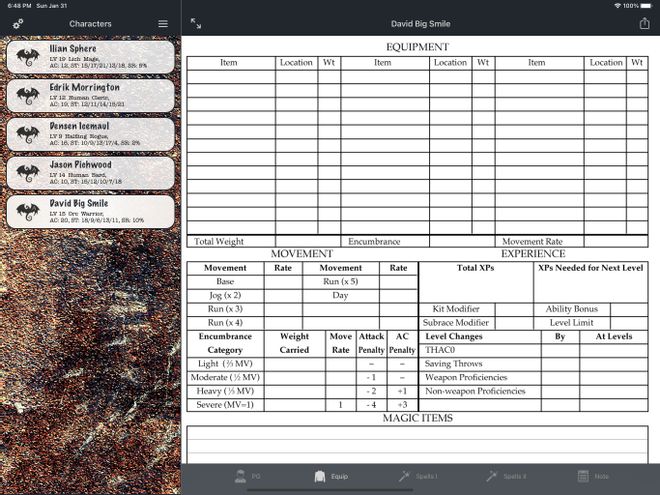 6:48 PM Sun Jan 31
100%
Characters
David Big Smile
Ilian Sphere
LV 19 Lich Mage,
AC: 12, ST: 15/17/21/13/18, SS: 5%
Edrik Morrington
LV 12 Human Cleric,
AC: 19, ST: 12/11/14/15/21
Densen Icemaul
LV 9 Halfling Rogue,
AC: 16, ST: 10/9/13/17/4, SS: 2%
Jason Pichwood
LV 14 Human Bard,
AC: 10, ST: 15/12/10/7/18
David Big Smile
LV 15 Orc Warrior,
AC: 20, ST: 18/9/6/13/11, SS: 10%
EQUIPMENT
Item Location Wt Item Location Wt Item Location Wt
Total Weight Encumbrance Movement Rate
MOVEMENT EXPERIENCE
Movement Rate Movement Rate Total XPs XPs Needed for Next Level
Base Run (x 5)
Jog (x 2) Day
Run (x 3) Kit Modifier Ability Bonus
Run (x 4) Subrace Modifier Level Limit
Encumbrance Weight Move Attack AC Level Changes By At Levels
Category Carried Rate Penalty Penalty THAC0
Light (⅔ MV) – – Saving Throws
Moderate (½ MV) - 1 – Weapon Proficiencies
Heavy (⅓ MV) - 2 +1 Non-weapon Proficiencies
Severe (MV=1) 1 - 4 +3
MAGIC ITEMS
PG Equip Spells I Spells II Note